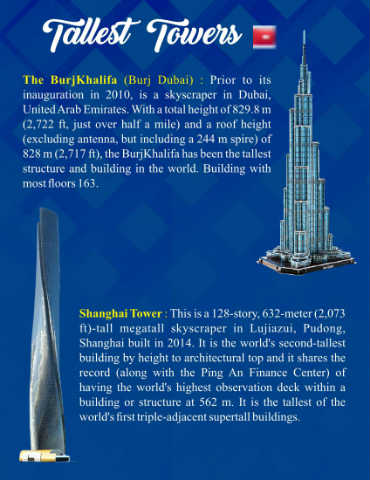 Tallest Towers
The BurjKhalifa (Burj Dubai) : Prior to its
inauguration in 2010, is a skyscraper in Dubai,
United Arab Emirates. With a total height of 829.8 m
(2,722 ft, just over half a mile) and a roof height
(excluding antenna, but including a 244 m spire) of
828 m (2,717 ft), the BurjKhalifa has been the tallest
structure and building in the world. Building with
most floors 163.
Shanghai Tower : This is a 128-story, 632-meter (2,073
ft)-tall megatall skyscraper in Lujiazui, Pudong,
Shanghai built in 2014. It is the world's second-tallest
building by height to architectural top and it shares the
record (along with the Ping An Finance Center) of
having the world's highest observation deck within a
building or structure at 562 m. It is the tallest of the
world's first triple-adjacent supertall buildings.